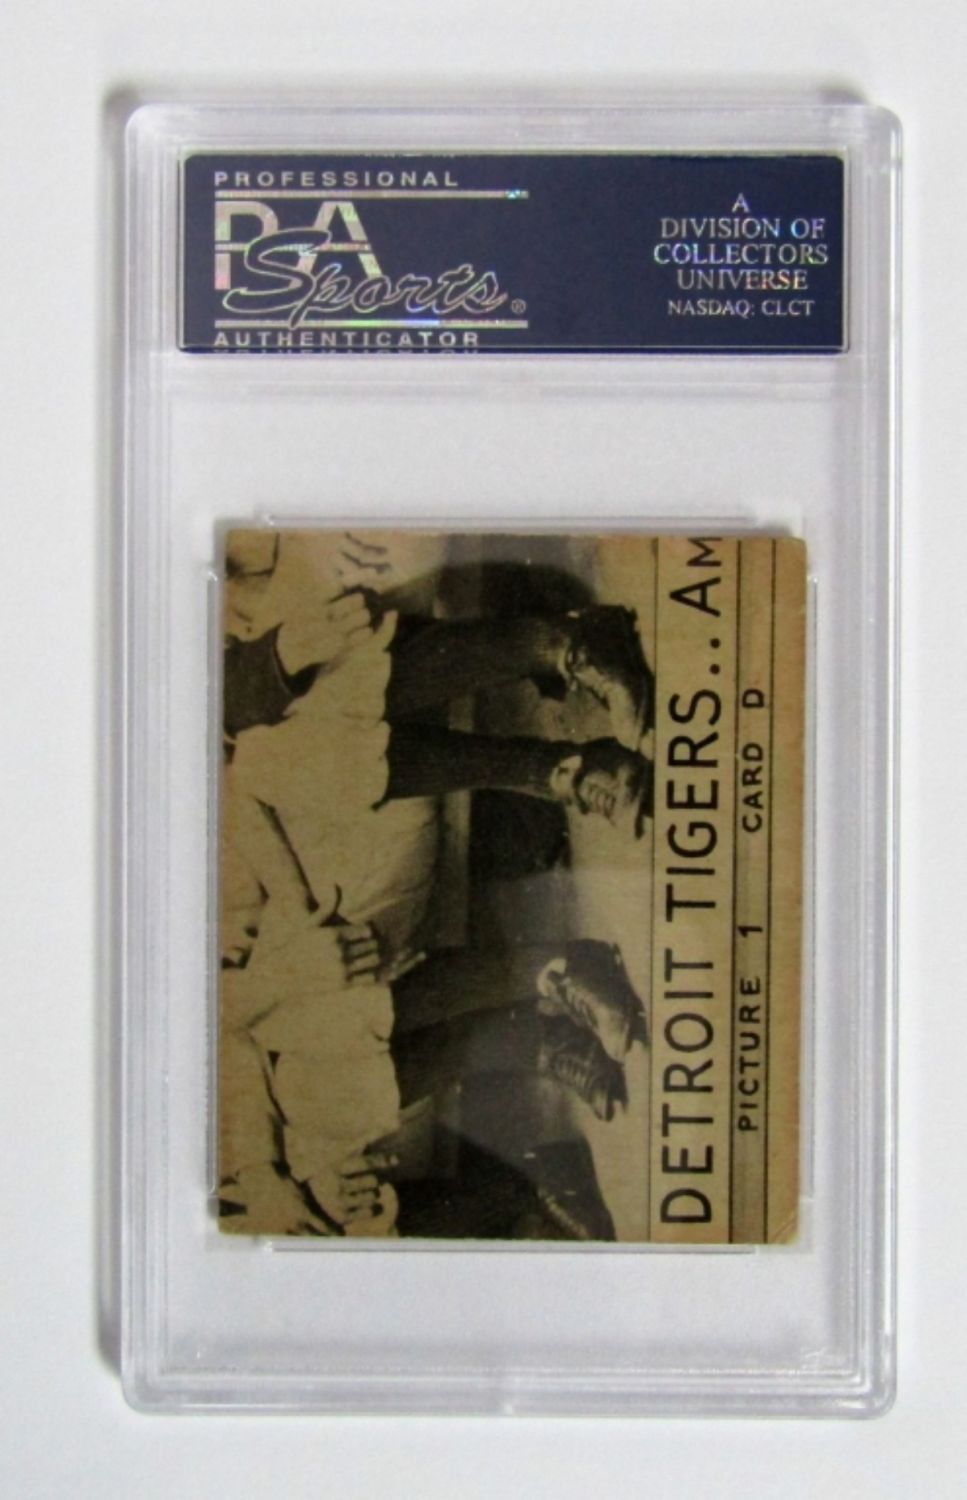 PROFESSIONAL
PSA
Sports®
AUTHENTICATOR
A
DIVISION OF
COLLECTORS
UNIVERSE
NASDAQ: CLCT
DETROIT TIGERS.. AM
PICTURE 1 CARD D